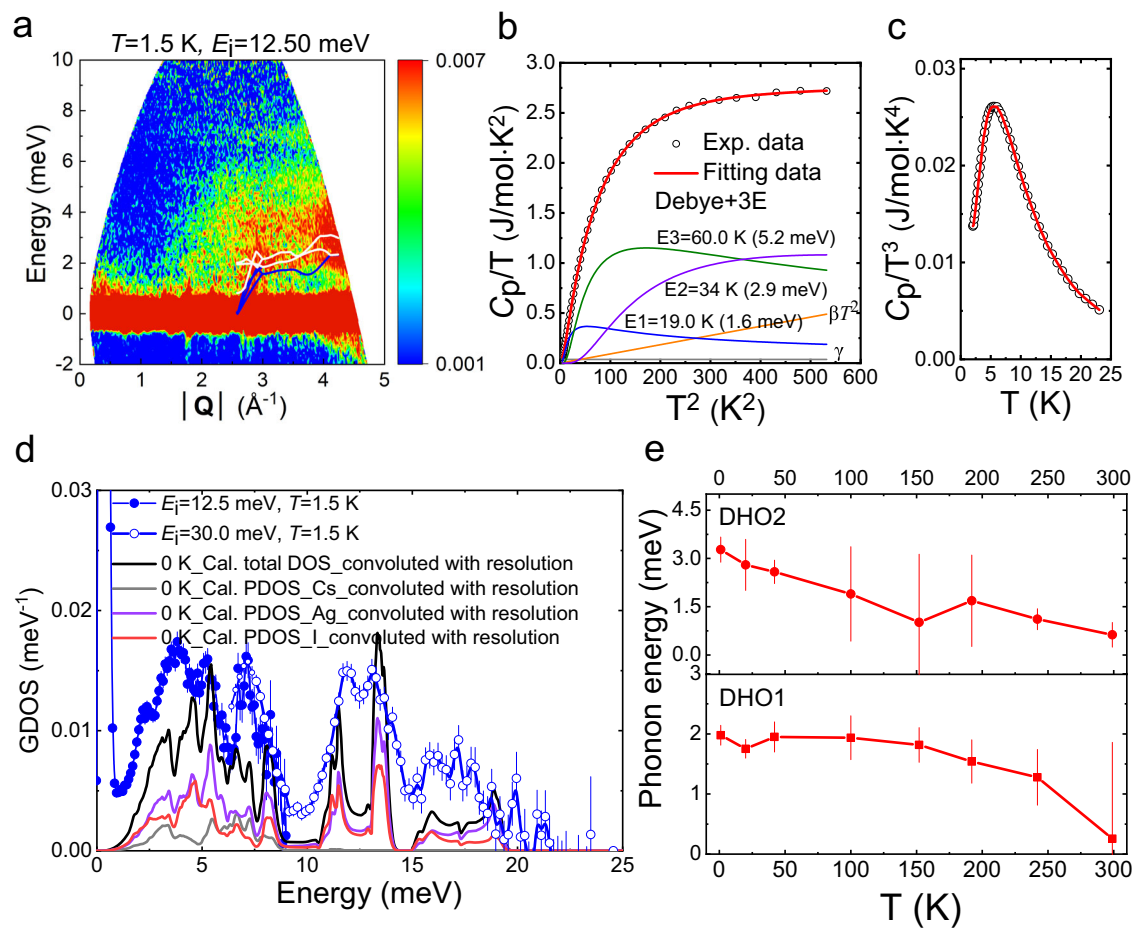 a
T=1.5 K, Ei=12.50 meV
10
8
6
4
2
0
-2
Energy (meV)
0 1 2 3 4 5
|Q| (Å-1)
0.007
0.001
b
3.0
2.5
2.0
1.5
1.0
0.5
0.0
Cp/T (J/mol·K2)
Exp. data
Fitting data
Debye+3E
E3=60.0 K (5.2 meV)
E2=34 K (2.9 meV)
E1=19.0 K (1.6 meV)
βT2
γ
0 100 200 300 400 500 600
T2 (K2)
c
0.03
0.02
0.01
0.00
Cp/T3 (J/mol·K4)
0 5 10 15 20 25
T (K)
d
0.03
0.02
0.01
0.00
GDOS (meV-1)
Ei=12.5 meV, T=1.5 K
Ei=30.0 meV, T=1.5 K
0 K_Cal. total DOS_convoluted with resolution
0 K_Cal. PDOS_Cs_convoluted with resolution
0 K_Cal. PDOS_Ag_convoluted with resolution
0 K_Cal. PDOS_I_convoluted with resolution
0 5 10 15 20 25
Energy (meV)
e
0 50 100 150 200 250 300
DHO2
4.5
3.0
1.5
0.0
Phonon energy (meV)
DHO1
3
2
1
0
0 50 100 150 200 250 300
T (K)